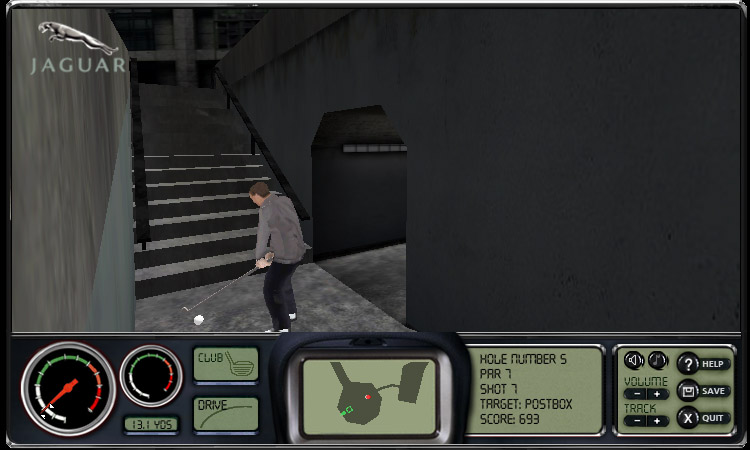 JAGUAR
CLUB
DRIVE
13.1 YDS
HOLE NUMBER 5
PAR 7
SHOT 7
TARGET: POSTBOX
SCORE: 693
VOLUME
- +
TRACK
- +
? HELP
SAVE
X QUIT